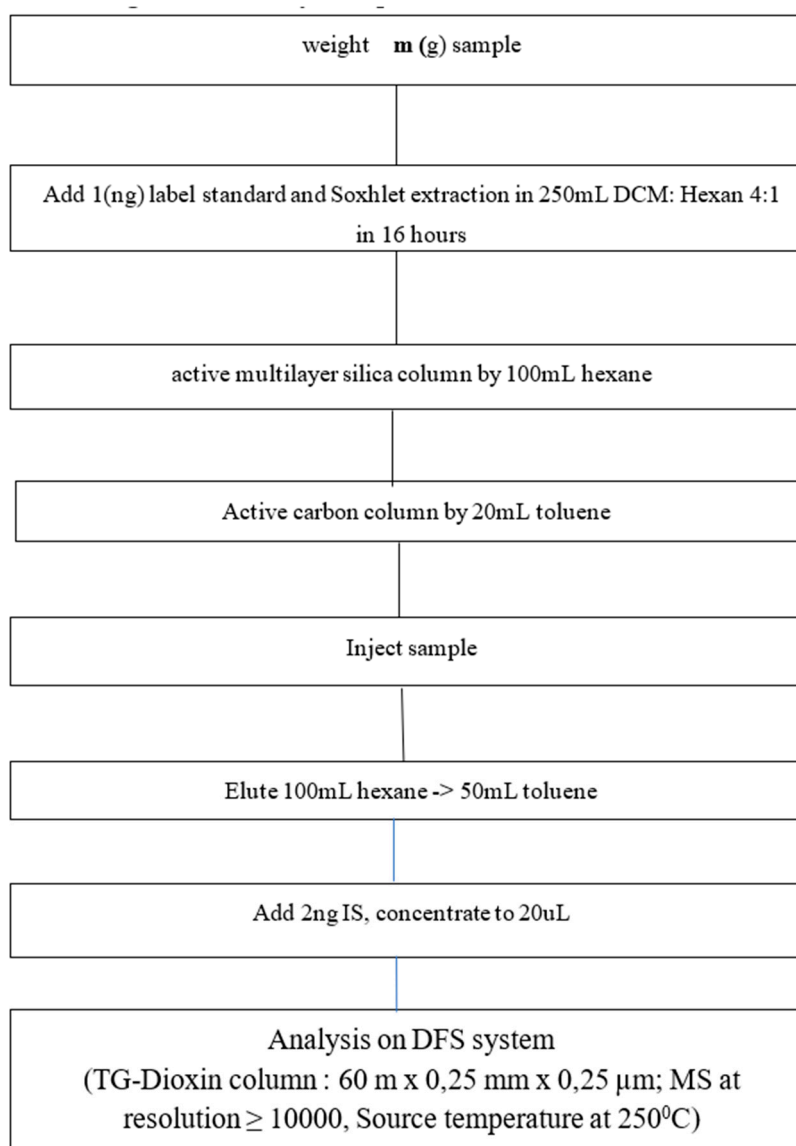 weight m (g) sample
Add 1(ng) label standard and Soxhlet extraction in 250mL DCM: Hexan 4:1
in 16 hours
active multilayer silica column by 100mL hexane
Active carbon column by 20mL toluene
Inject sample
Elute 100mL hexane -> 50mL toluene
Add 2ng IS, concentrate to 20uL
Analysis on DFS system
(TG-Dioxin column : 60 m x 0,25 mm x 0,25 µm; MS at
resolution ≥ 10000, Source temperature at 250⁰C)